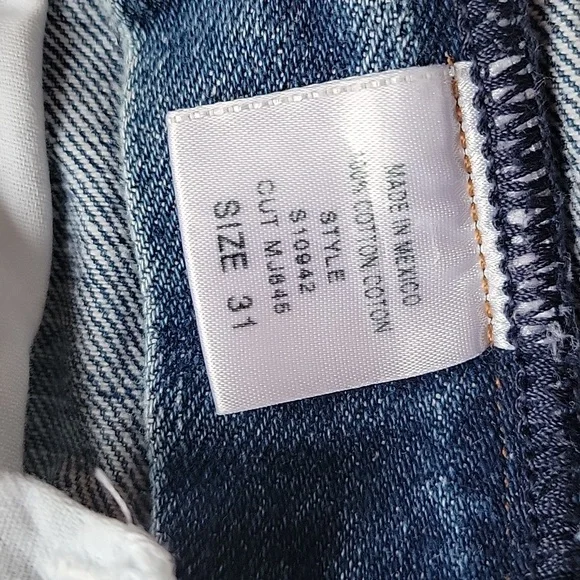 MADE IN MEXICO
100% COTTON COTON
STYLE
S10942
CUT MJ846
SIZE 31